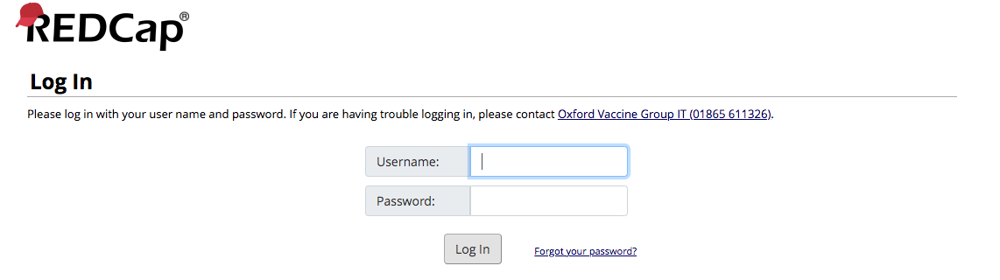 REDCap®
Log In
Please log in with your user name and password. If you are having trouble logging in, please contact Oxford Vaccine Group IT (01865 611326).
Username:
Password:
Log In
Forgot your password?